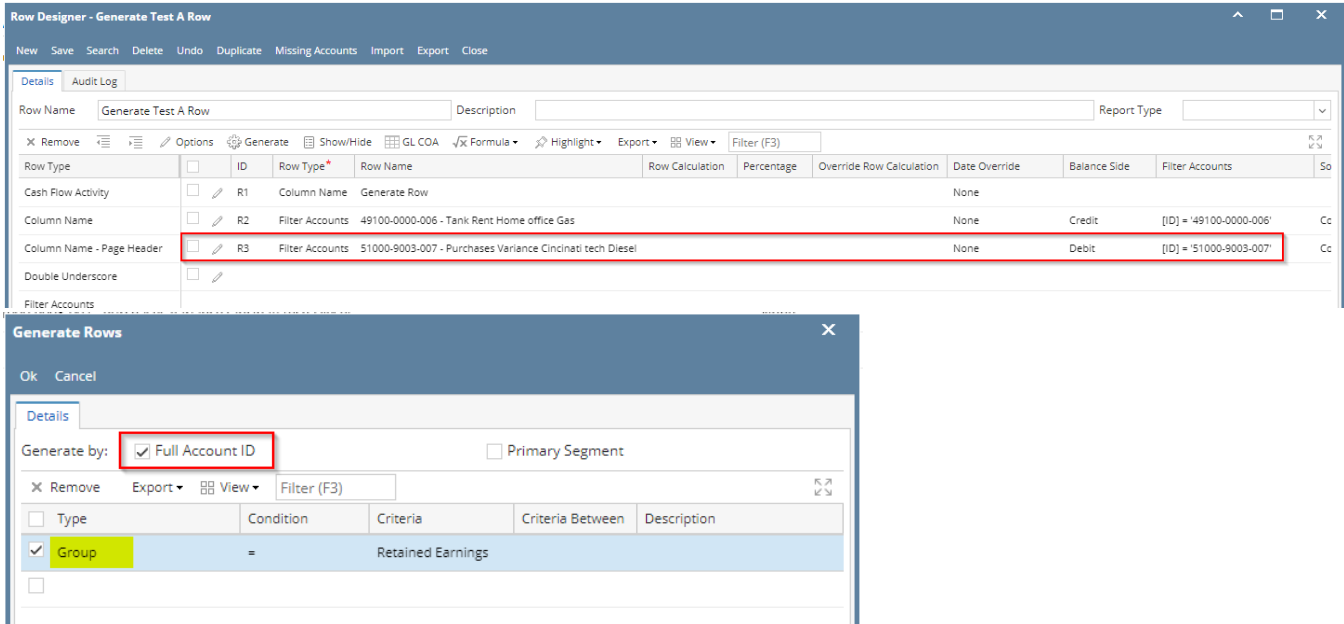 Row Designer - Generate Test A Row
New Save Search Delete Undo Duplicate Missing Accounts Import Export Close
Details Audit Log
Row Name Generate Test A Row Description Report Type
Remove Options Generate Show/Hide GL COA Formula Highlight Export View Filter (F3)
Row Type ID Row Type* Row Name Row Calculation Percentage Override Row Calculation Date Override Balance Side Filter Accounts So
Cash Flow Activity R1 Column Name Generate Row None
Column Name R2 Filter Accounts 49100-0000-006 - Tank Rent Home office Gas None Credit [ID] = '49100-0000-006' Cc
Column Name - Page Header R3 Filter Accounts 51000-9003-007 - Purchases Variance Cincinati tech Diesel None Debit [ID] = '51000-9003-007' Cc
Double Underscore
Filter Accounts
Generate Rows
Ok Cancel
Details
Generate by: Full Account ID Primary Segment
Remove Export View Filter (F3)
Type Condition Criteria Criteria Between Description
Group = Retained Earnings